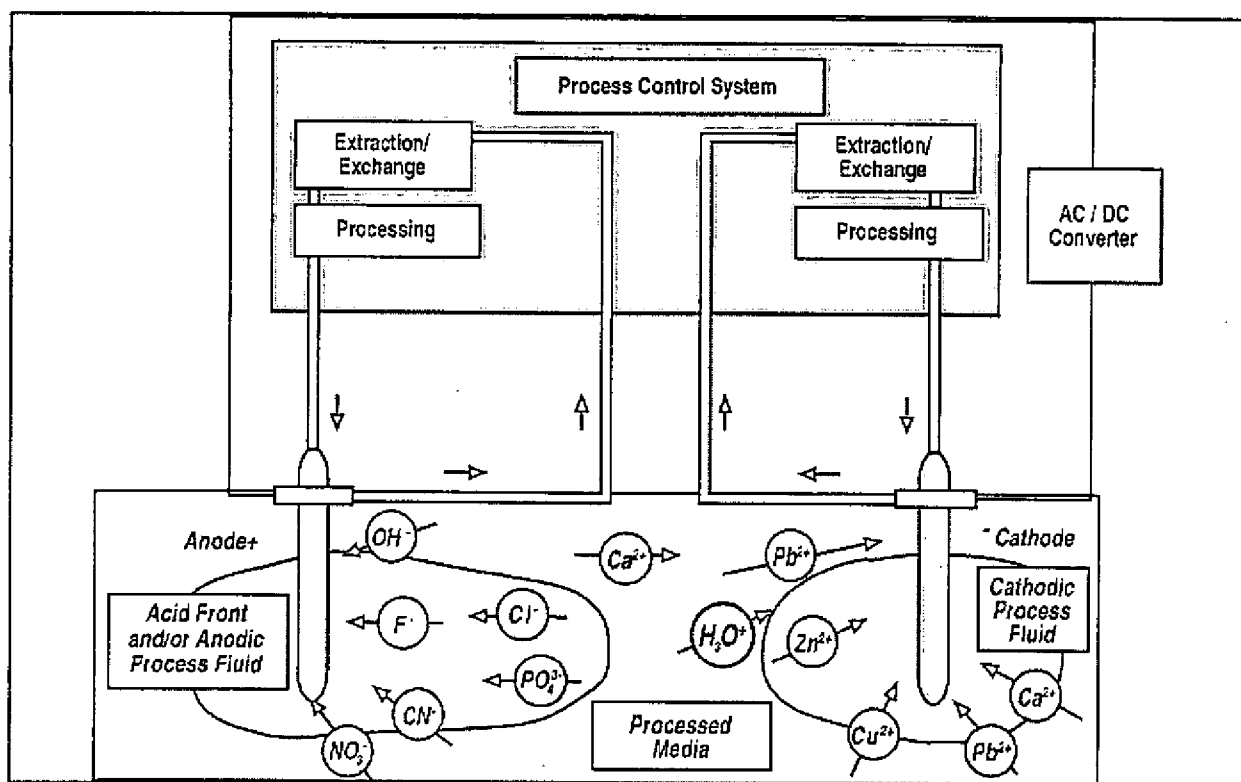 Process Control System
Extraction/
Exchange
Processing
Extraction/
Exchange
Processing
AC / DC
Converter
Anode+
OH⁻
Ca²⁺
Pb²⁺
⁻ Cathode
Acid Front
and/or Anodic
Process Fluid
F⁻
Cl⁻
H₃O⁺
Zn²⁺
Cathodic
Process
Fluid
PO₄³⁻
CN⁻
NO₃⁻
Processed
Media
Cu²⁺
Ca²⁺
Pb²⁺